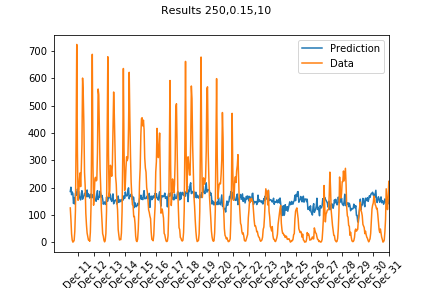 Results 250,0.15,10
Prediction
Data
700
600
500
400
300
200
100
0
Dec 11
Dec 12
Dec 13
Dec 14
Dec 15
Dec 16
Dec 17
Dec 18
Dec 19
Dec 20
Dec 21
Dec 22
Dec 23
Dec 24
Dec 25
Dec 26
Dec 27
Dec 28
Dec 29
Dec 30
Dec 31